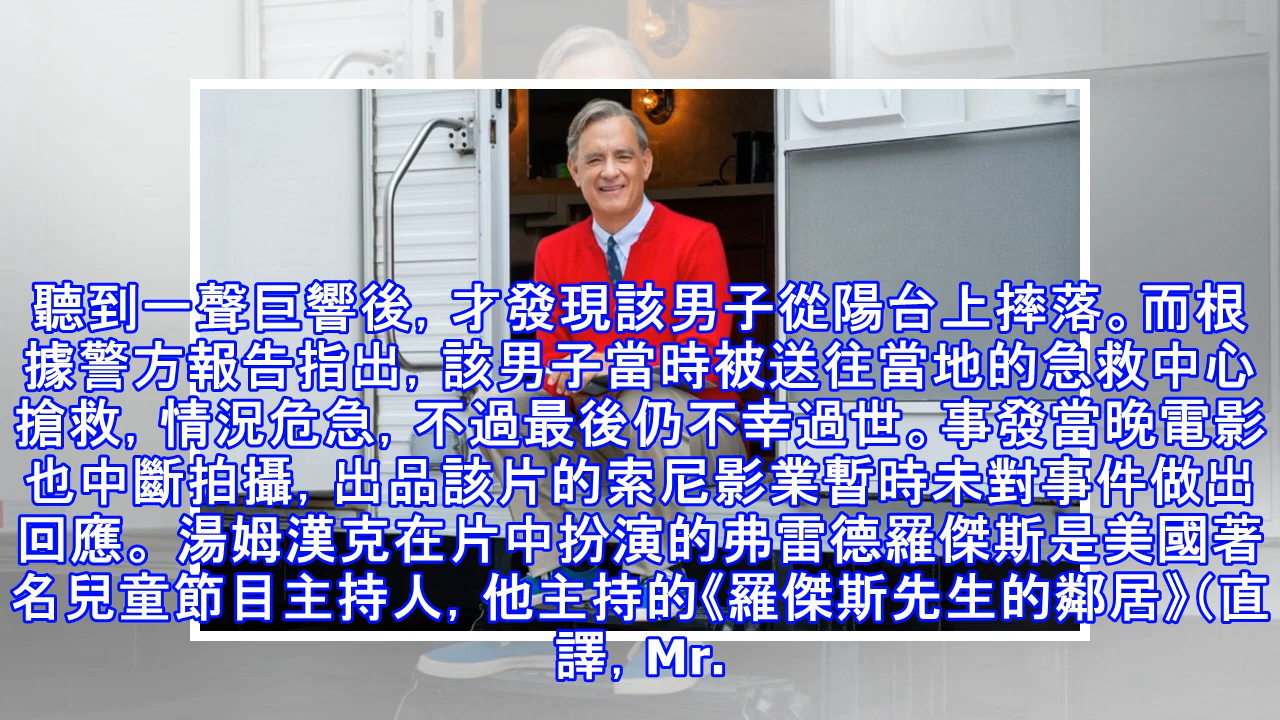 聽到一聲巨響後, 才發現該男子從陽台上摔落。而根
據警方報告指出, 該男子當時被送往當地的急救中心
搶救, 情況危急, 不過最後仍不幸過世。事發當晚電影
也中斷拍攝, 出品該片的索尼影業暫時未對事件做出
回應。 湯姆漢克在片中扮演的弗雷德羅傑斯是美國著
名兒童節目主持人, 他主持的《羅傑斯先生的鄰居》(直
譯, Mr.